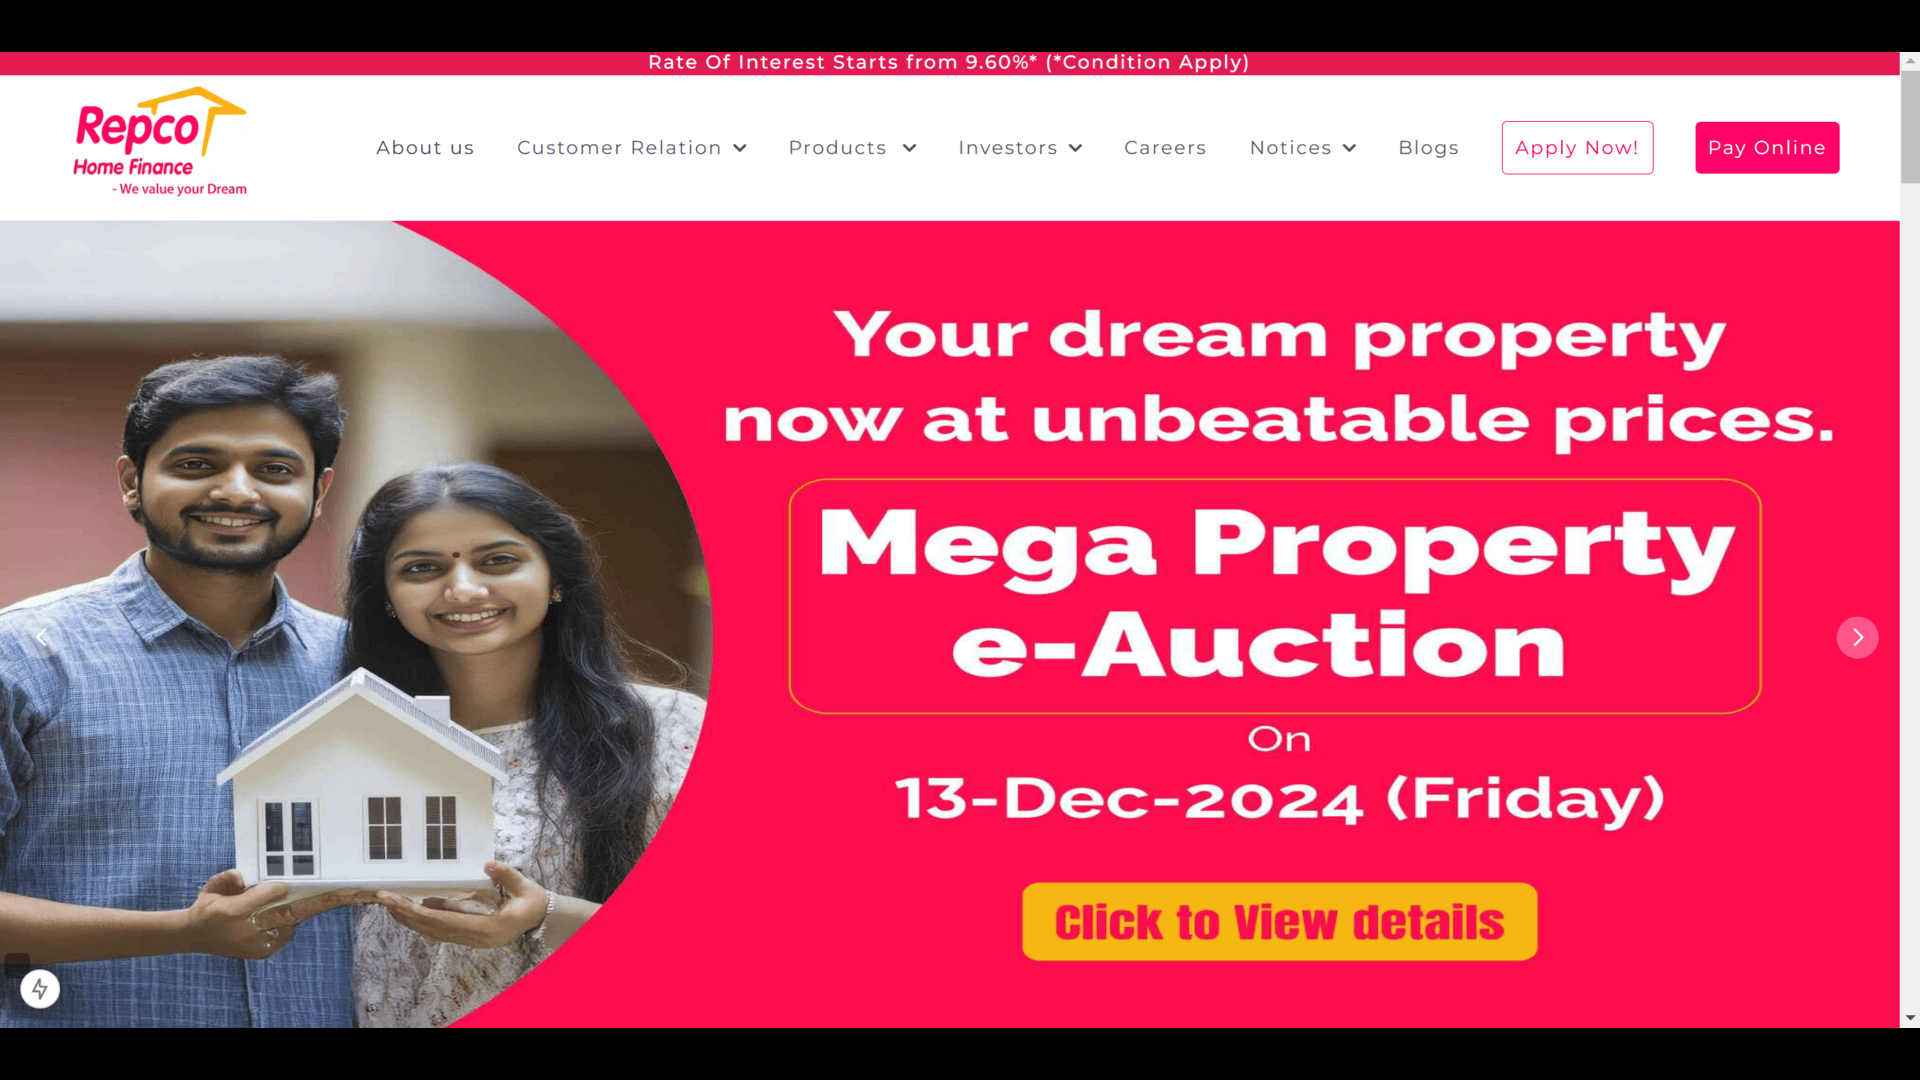 Rate Of Interest Starts from 9.60%* (*Condition Apply)
Repco
Home Finance
- We value your Dream
About us
Customer Relation
Products
Investors
Careers
Notices
Blogs
Apply Now!
Pay Online
Your dream property
now at unbeatable prices.
Mega Property
e-Auction
On
13-Dec-2024 (Friday)
Click to View details